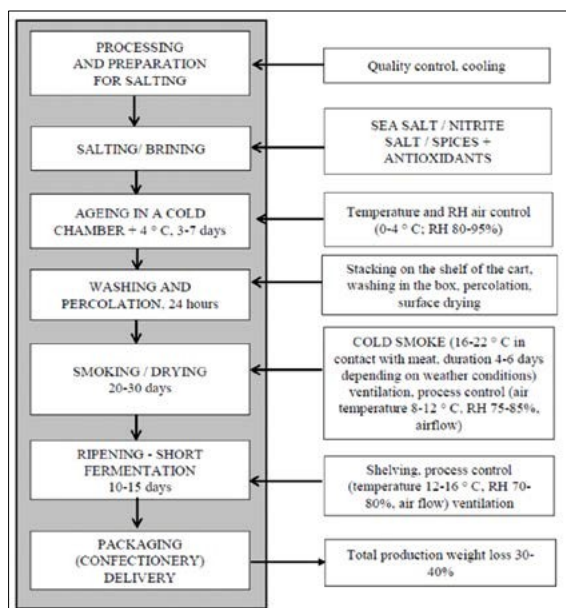 PROCESSING
AND PREPARATION
FOR SALTING
Quality control, cooling
SALTING/ BRINING
SEA SALT / NITRITE
SALT / SPICES +
ANTIOXIDANTS
AGEING IN A COLD
CHAMBER + 4 ° C, 3-7 days
Temperature and RH air control
(0-4 ° C; RH 80-95%)
WASHING AND
PERCOLATION, 24 hours
Stacking on the shelf of the cart,
washing in the box, percolation,
surface drying
SMOKING / DRYING
20-30 days
COLD SMOKE (16-22 ° C in
contact with meat, duration 4-6 days
depending on weather conditions)
ventilation, process control (air
temperature 8-12 ° C, RH 75-85%,
airflow)
RIPENING - SHORT
FERMENTATION
10-15 days
Shelving, process control
(temperature 12-16 ° C, RH 70-
80%, air flow) ventilation
PACKAGING
(CONFECTIONERY)
DELIVERY
Total production weight loss 30-
40%